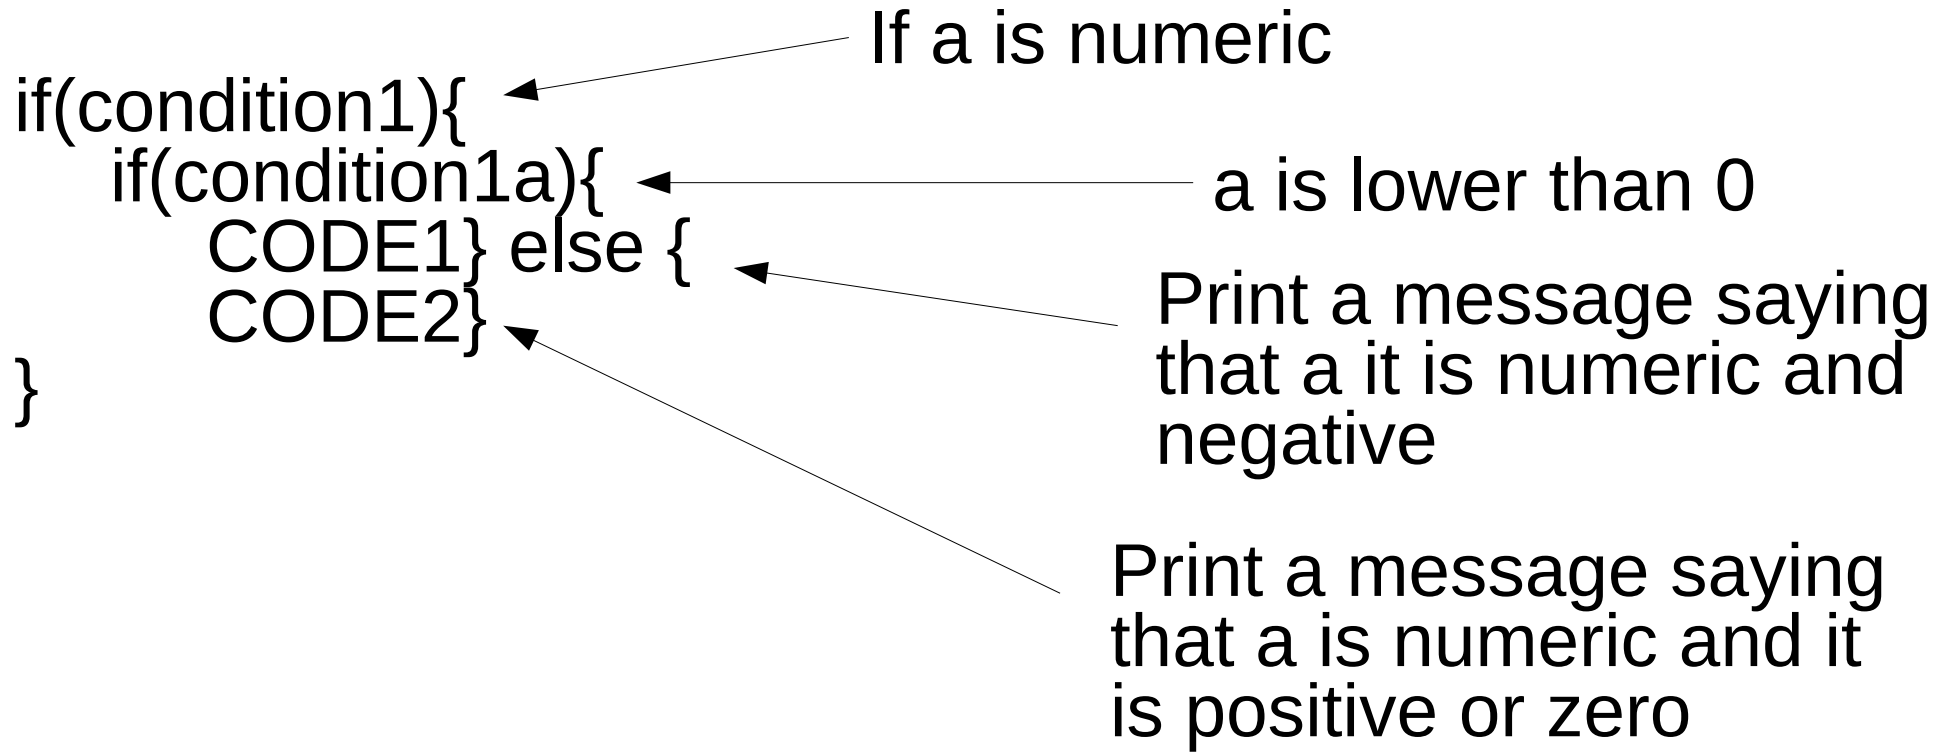 If a is numeric
if(condition1){
if(condition1a){
a is lower than 0
CODE1} else {
CODE2}
}
Print a message saying
that a it is numeric and
negative
Print a message saying
that a is numeric and it
is positive or zero